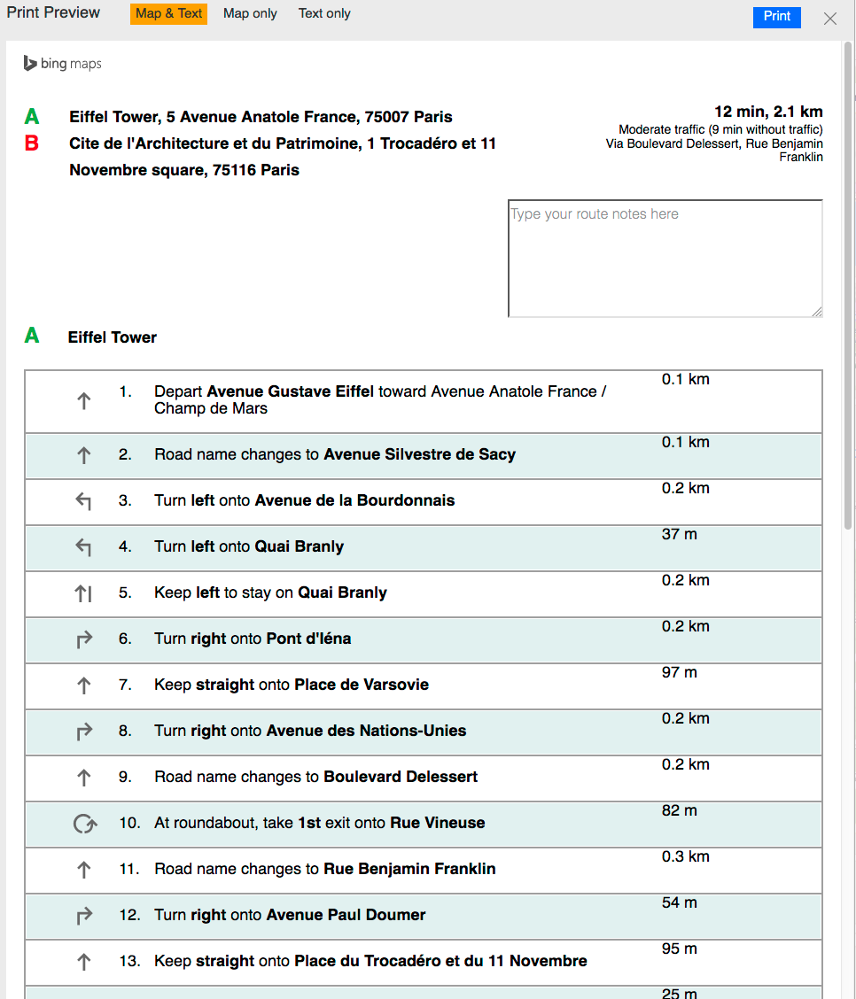 Print Preview Map & Text Map only Text only Print
bing maps
A Eiffel Tower, 5 Avenue Anatole France, 75007 Paris
B Cite de l'Architecture et du Patrimoine, 1 Trocadéro et 11
Novembre square, 75116 Paris
12 min, 2.1 km
Moderate traffic (9 min without traffic)
Via Boulevard Delessert, Rue Benjamin
Franklin
Type your route notes here
A Eiffel Tower
1. Depart Avenue Gustave Eiffel toward Avenue Anatole France / 0.1 km
Champ de Mars
2. Road name changes to Avenue Silvestre de Sacy 0.1 km
3. Turn left onto Avenue de la Bourdonnais 0.2 km
4. Turn left onto Quai Branly 37 m
5. Keep left to stay on Quai Branly 0.2 km
6. Turn right onto Pont d'Iéna 0.2 km
7. Keep straight onto Place de Varsovie 97 m
8. Turn right onto Avenue des Nations-Unies 0.2 km
9. Road name changes to Boulevard Delessert 0.2 km
10. At roundabout, take 1st exit onto Rue Vineuse 82 m
11. Road name changes to Rue Benjamin Franklin 0.3 km
12. Turn right onto Avenue Paul Doumer 54 m
13. Keep straight onto Place du Trocadéro et du 11 Novembre 95 m
25 m